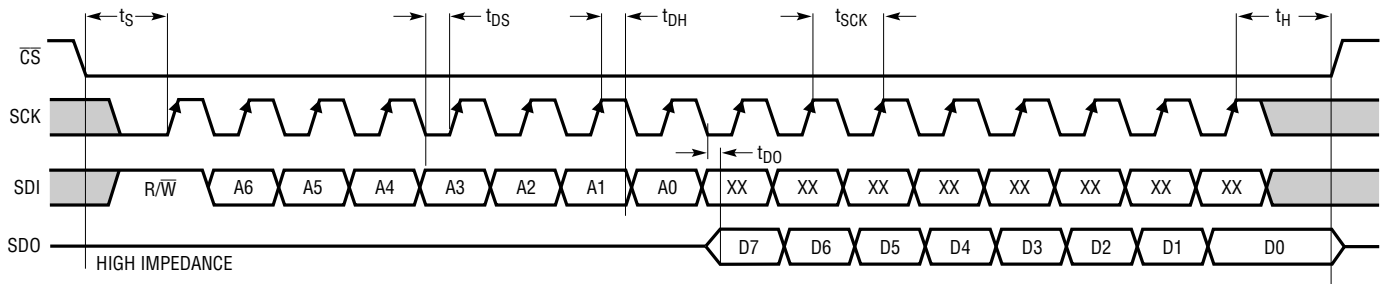 tS tDS tDH tSCK tH
C̅S̅
SCK
tDO
SDI R/W̅ A6 A5 A4 A3 A2 A1 A0 XX XX XX XX XX XX XX XX
SDO D7 D6 D5 D4 D3 D2 D1 D0
HIGH IMPEDANCE